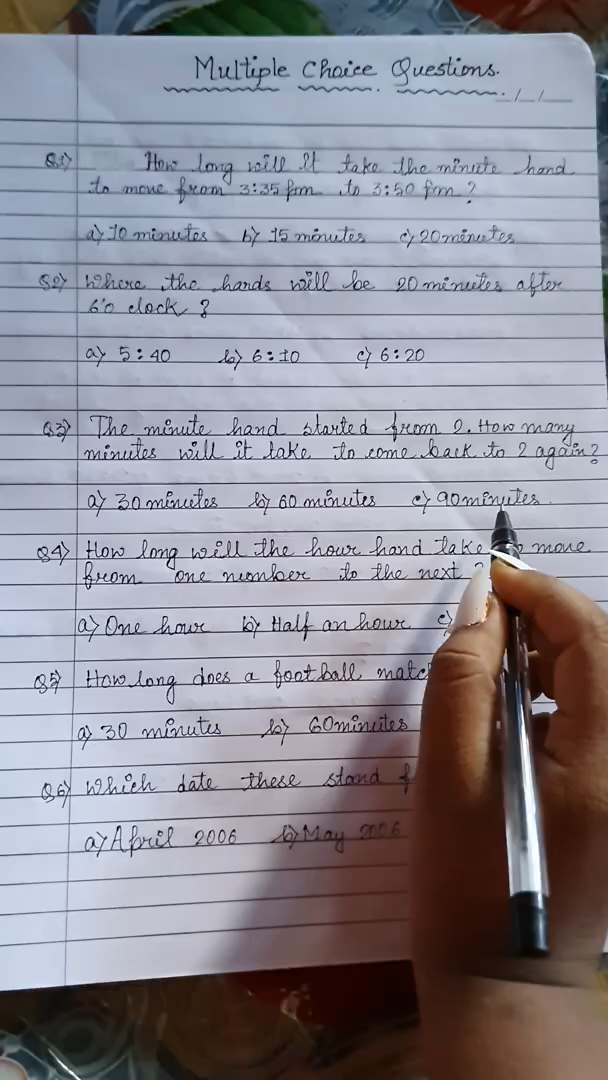 Multiple Choice Questions.
_/_/_
Q1) How long will It take the minute hand
to move from 3:35 pm to 3:50 pm ?
a) 10 minutes b) 15 minutes c) 20 minutes
Q2) Where the hands will be 20 minutes after
6'o clock ?
a) 5:40 b) 6:10 c) 6:20
Q3) The minute hand started from 2. How many
minutes will it take to come back to 2 again?
a) 30 minutes b) 60 minutes c) 90 minutes.
Q4) How long will the hour hand take to move
from one number to the next ?
a) One hour b) Half an hour c)
Q5) How long does a football match
a) 30 minutes b) 60 minutes
Q6) Which date these stand f
a) April 2006 b) May 2006